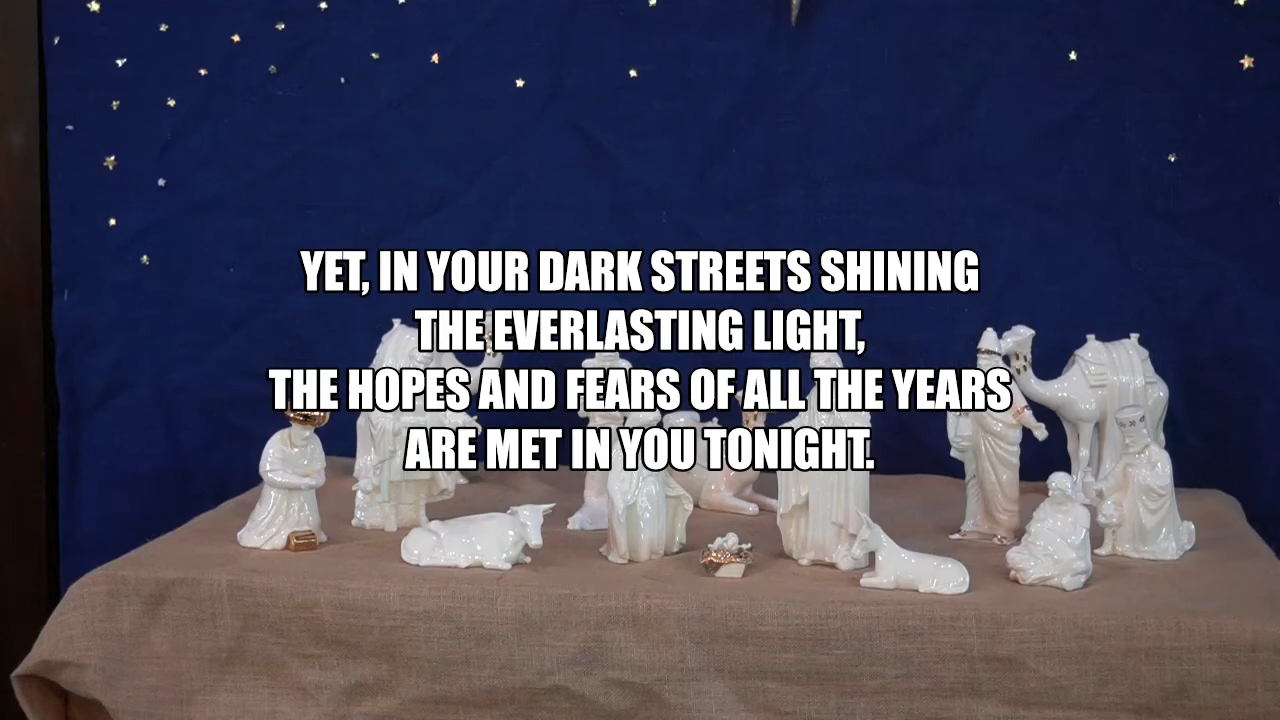 YET, IN YOUR DARK STREETS SHINING
THE EVERLASTING LIGHT,
THE HOPES AND FEARS OF ALL THE YEARS
ARE MET IN YOU TONIGHT.